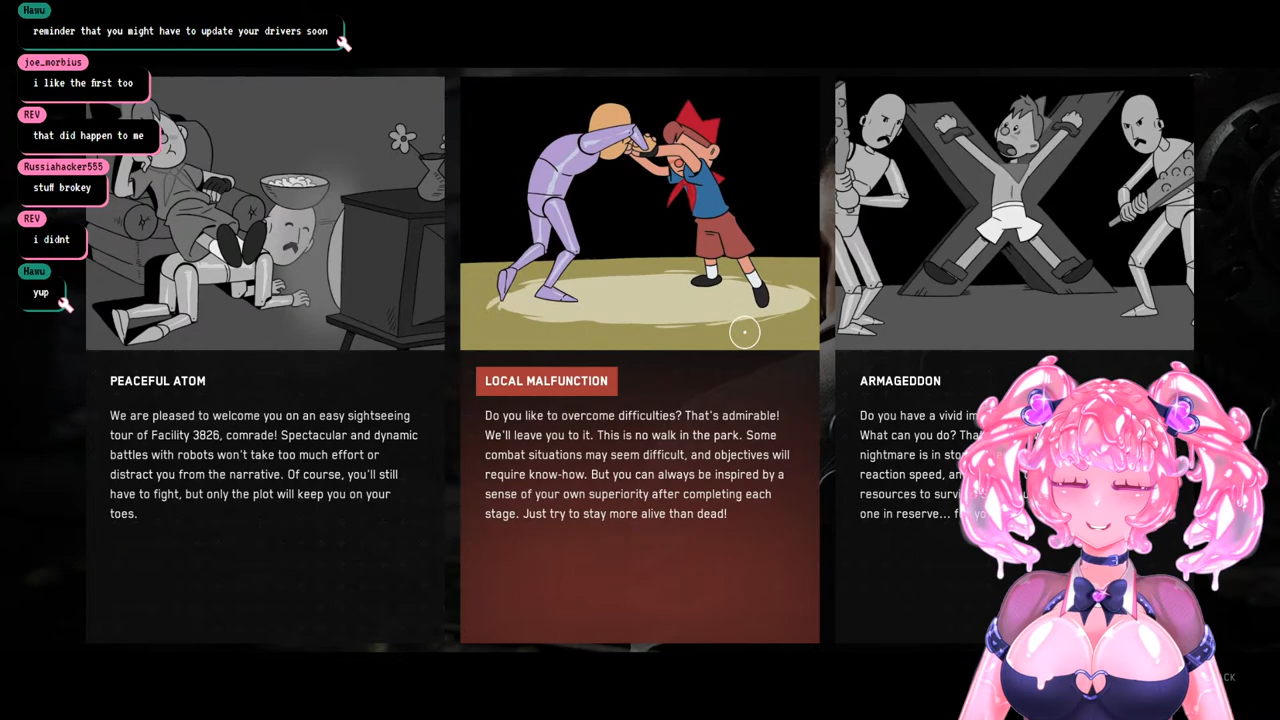 Hawu
reminder that you might have to update your drivers soon
joe_morbius
i like the first too
REV
that did happen to me
Russiahacker555
stuff brokey
REV
i didnt
Hawu
yup
PEACEFUL ATOM
We are pleased to welcome you on an easy sightseeing
tour of Facility 3826, comrade! Spectacular and dynamic
battles with robots won't take too much effort or
distract you from the narrative. Of course, you'll still
have to fight, but only the plot will keep you on your
toes.
LOCAL MALFUNCTION
Do you like to overcome difficulties? That's admirable!
We'll leave you to it. This is no walk in the park. Some
combat situations may seem difficult, and objectives will
require know-how. But you can always be inspired by a
sense of your own superiority after completing each
stage. Just try to stay more alive than dead!
ARMAGEDDON
Do you have a vivid im
What can you do? Tha
nightmare is in sto
reaction speed, an
resources to surv
one in reserve... f
CK